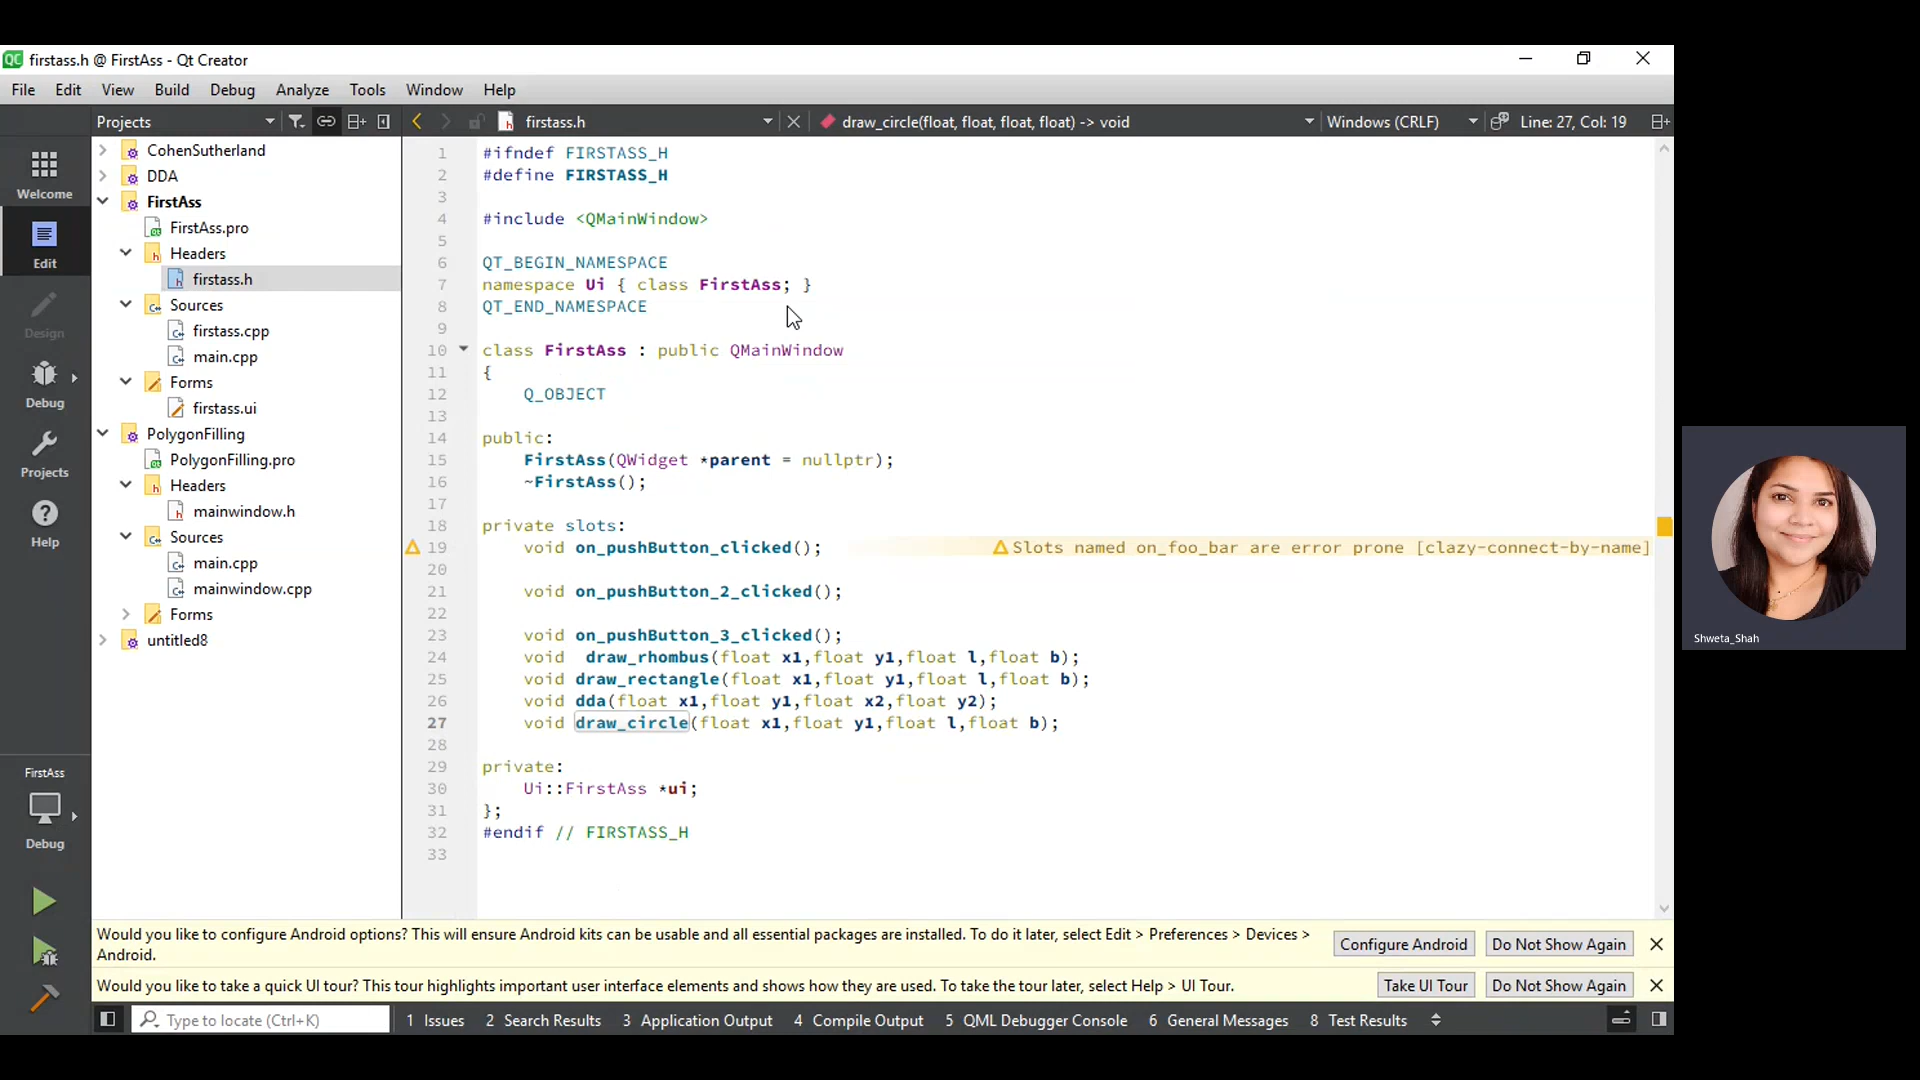 firstass.h @ FirstAss - Qt Creator
File Edit View Build Debug Analyze Tools Window Help
Projects
firstass.h
draw_circle(float, float, float, float) -> void
Windows (CRLF)
Line: 27, Col: 19
Welcome
Edit
Design
Debug
Projects
Help
FirstAss
Debug
CohenSutherland
DDA
FirstAss
FirstAss.pro
Headers
firstass.h
Sources
firstass.cpp
main.cpp
Forms
firstass.ui
PolygonFilling
PolygonFilling.pro
Headers
mainwindow.h
Sources
main.cpp
mainwindow.cpp
Forms
untitled8
1 #ifndef FIRSTASS_H
2 #define FIRSTASS_H
3
4 #include <QMainWindow>
5
6 QT_BEGIN_NAMESPACE
7 namespace Ui { class FirstAss; }
8 QT_END_NAMESPACE
9
10 class FirstAss : public QMainWindow
11 {
12 Q_OBJECT
13
14 public:
15 FirstAss(QWidget *parent = nullptr);
16 ~FirstAss();
17
18 private slots:
19 void on_pushButton_clicked(); Slots named on_foo_bar are error prone [clazy-connect-by-name]
20
21 void on_pushButton_2_clicked();
22
23 void on_pushButton_3_clicked();
24 void draw_rhombus(float x1,float y1,float l,float b);
25 void draw_rectangle(float x1,float y1,float l,float b);
26 void dda(float x1,float y1,float x2,float y2);
27 void draw_circle(float x1,float y1,float l,float b);
28
29 private:
30 Ui::FirstAss *ui;
31 };
32 #endif // FIRSTASS_H
33
Would you like to configure Android options? This will ensure Android kits can be usable and all essential packages are installed. To do it later, select Edit > Preferences > Devices >
Android.
Configure Android Do Not Show Again
Would you like to take a quick UI tour? This tour highlights important user interface elements and shows how they are used. To take the tour later, select Help > UI Tour.
Take UI Tour Do Not Show Again
Type to locate (Ctrl+K)
1 Issues 2 Search Results 3 Application Output 4 Compile Output 5 QML Debugger Console 6 General Messages 8 Test Results
Shweta_Shah